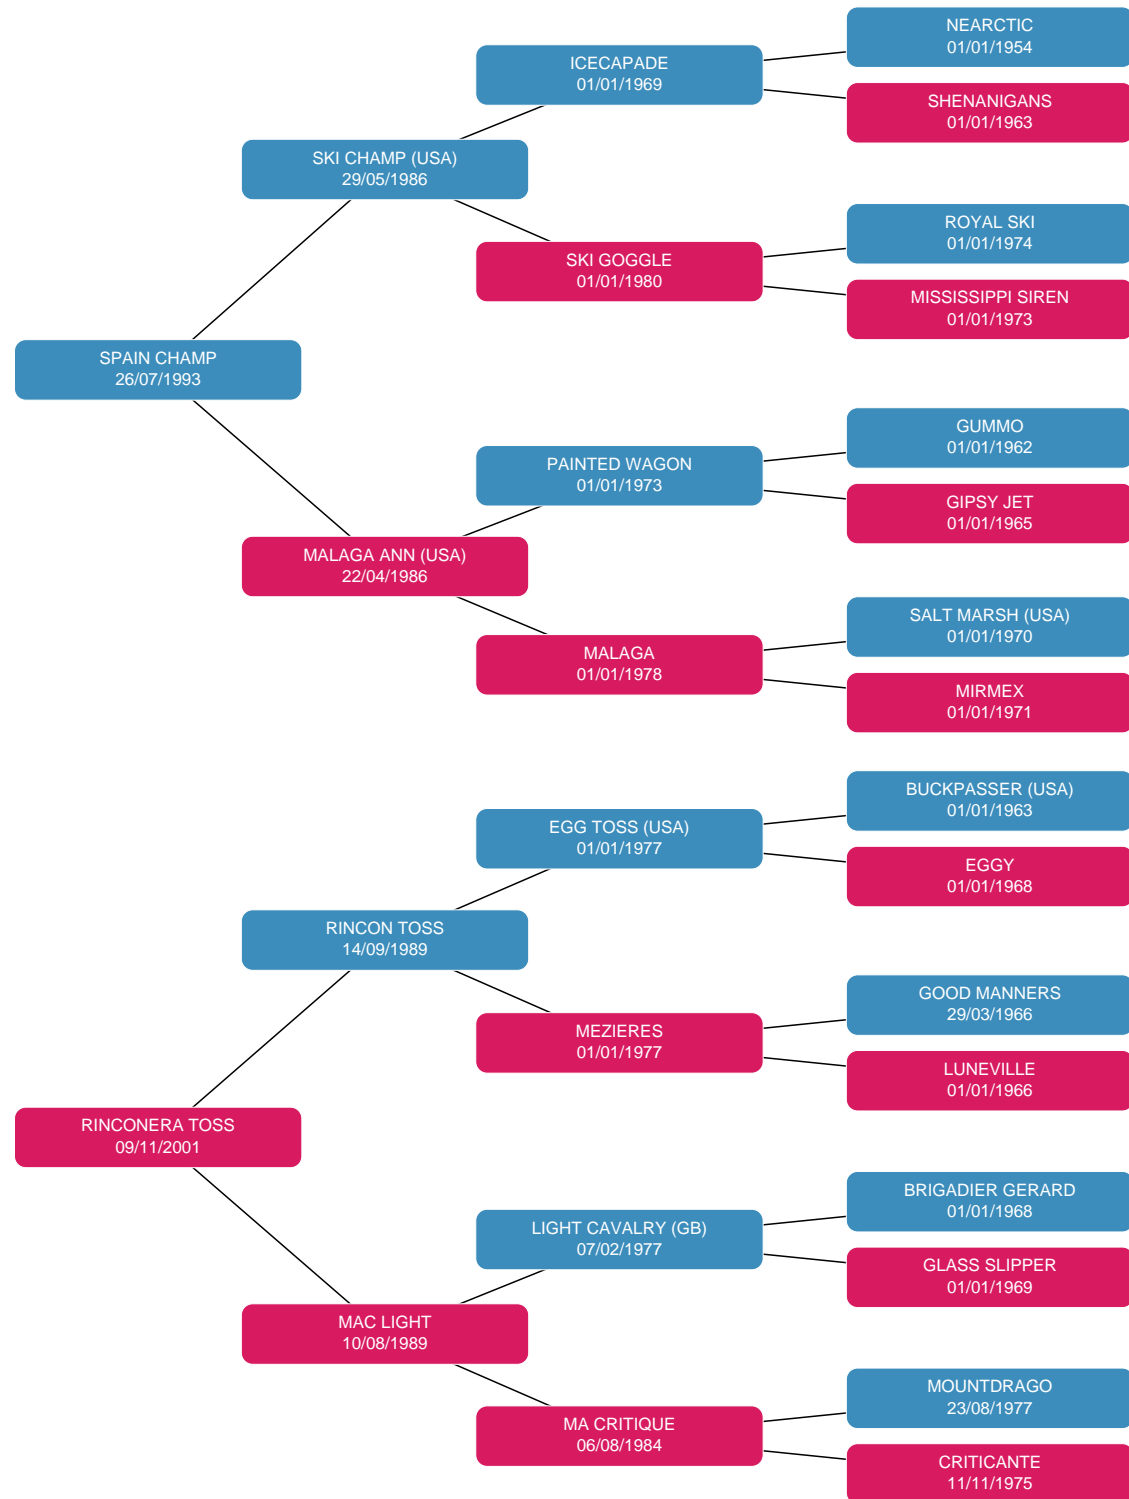 NEARCTIC
01/01/1954
ICECAPADE
01/01/1969
SHENANIGANS
01/01/1963
SKI CHAMP (USA)
29/05/1986
ROYAL SKI
01/01/1974
SKI GOGGLE
01/01/1980
MISSISSIPPI SIREN
01/01/1973
SPAIN CHAMP
26/07/1993
GUMMO
01/01/1962
PAINTED WAGON
01/01/1973
GIPSY JET
01/01/1965
MALAGA ANN (USA)
22/04/1986
SALT MARSH (USA)
01/01/1970
MALAGA
01/01/1978
MIRMEX
01/01/1971
BUCKPASSER (USA)
01/01/1963
EGG TOSS (USA)
01/01/1977
EGGY
01/01/1968
RINCON TOSS
14/09/1989
GOOD MANNERS
29/03/1966
MEZIERES
01/01/1977
LUNEVILLE
01/01/1966
RINCONERA TOSS
09/11/2001
BRIGADIER GERARD
01/01/1968
LIGHT CAVALRY (GB)
07/02/1977
GLASS SLIPPER
01/01/1969
MAC LIGHT
10/08/1989
MOUNTDRAGO
23/08/1977
MA CRITIQUE
06/08/1984
CRITICANTE
11/11/1975